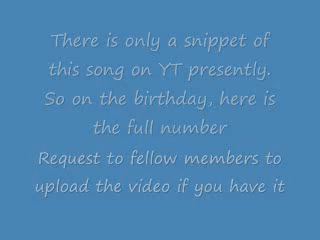 There is only a snippet of
this song on YT presently.
So on the birthday, here is
the full number
Request to fellow members to
upload the video if you have it